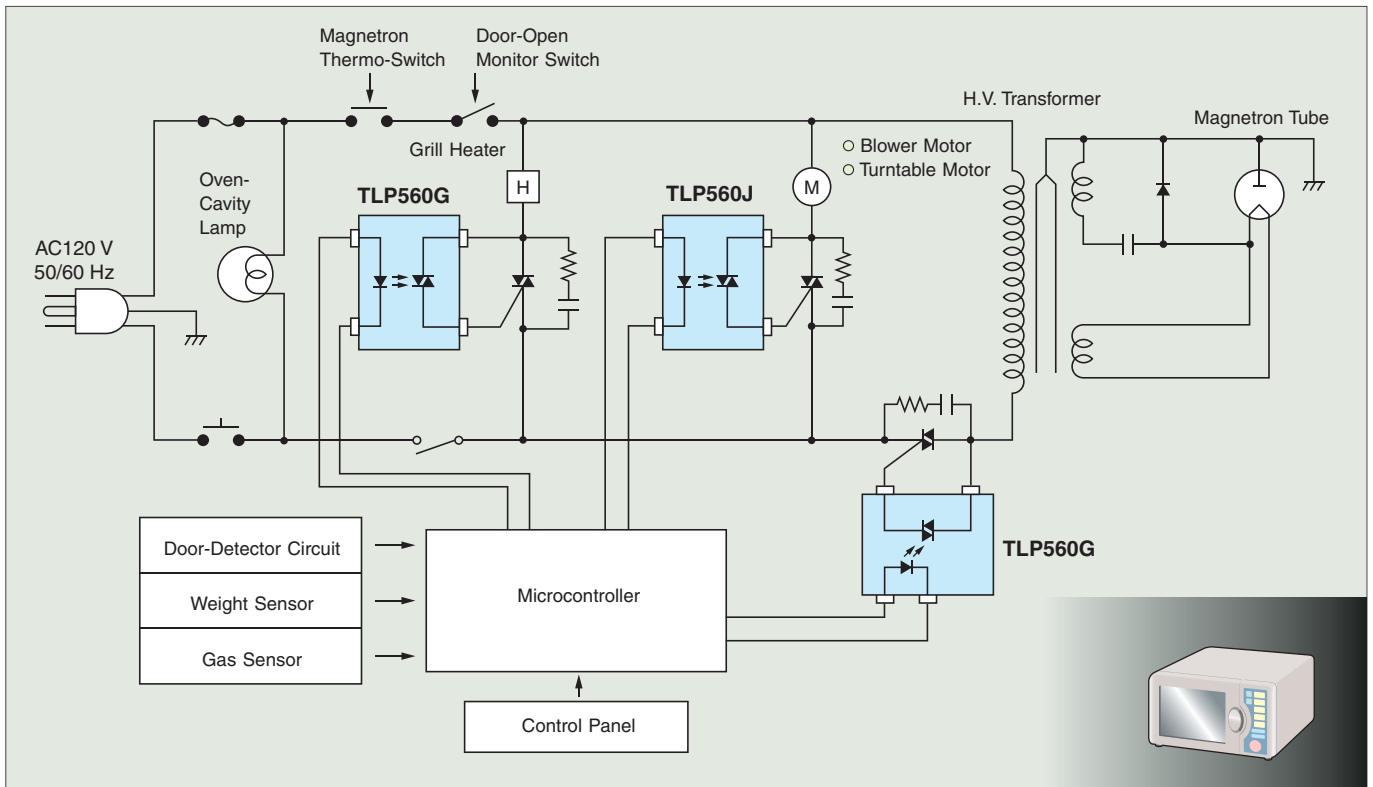 Magnetron
Thermo-Switch
Door-Open
Monitor Switch
H.V. Transformer
Magnetron Tube
Grill Heater
Blower Motor
Turntable Motor
Oven-
Cavity
Lamp
TLP560G
H
TLP560J
M
AC120 V
50/60 Hz
TLP560G
Door-Detector Circuit
Weight Sensor
Gas Sensor
Microcontroller
Control Panel